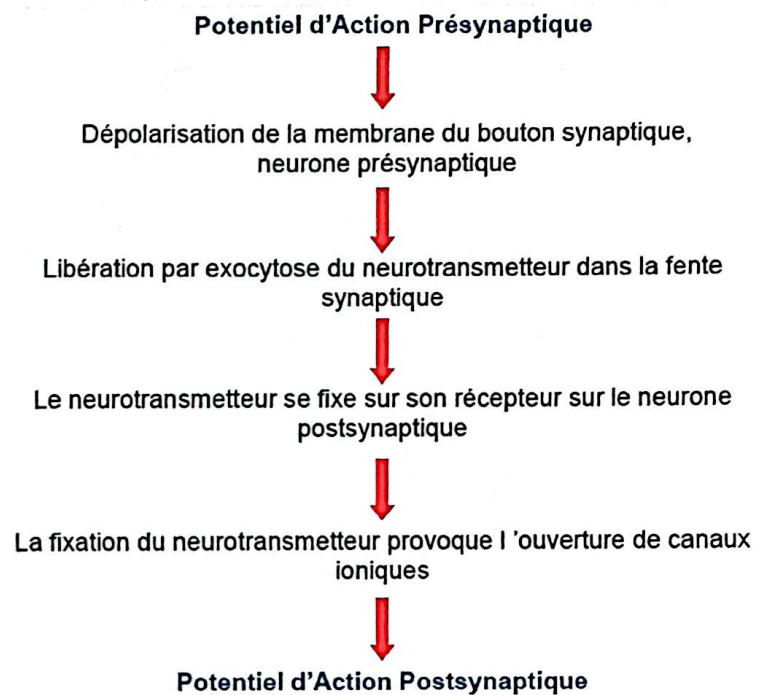 Potentiel d'Action Présynaptique
Dépolarisation de la membrane du bouton synaptique,
neurone présynaptique
Libération par exocytose du neurotransmetteur dans la fente
synaptique
Le neurotransmetteur se fixe sur son récepteur sur le neurone
postsynaptique
La fixation du neurotransmetteur provoque l 'ouverture de canaux
ioniques
Potentiel d'Action Postsynaptique